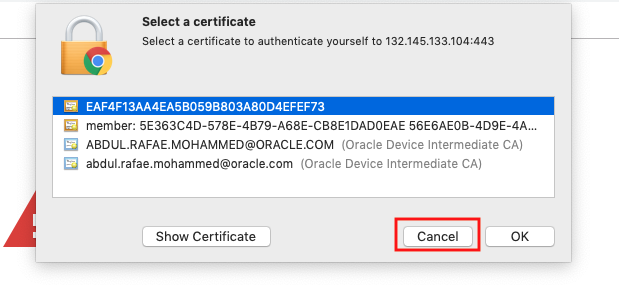 Select a certificate
Select a certificate to authenticate yourself to 132.145.133.104:443
EAF4F13AA4EA5B059B803A80D4EFEF73
member: 5E363C4D-578E-4B79-A68E-CB8E1DAD0EAE 56E6AE0B-4D9E-4A...
ABDUL.RAFAE.MOHAMMED@ORACLE.COM (Oracle Device Intermediate CA)
abdul.rafae.mohammed@oracle.com (Oracle Device Intermediate CA)
Show Certificate Cancel OK